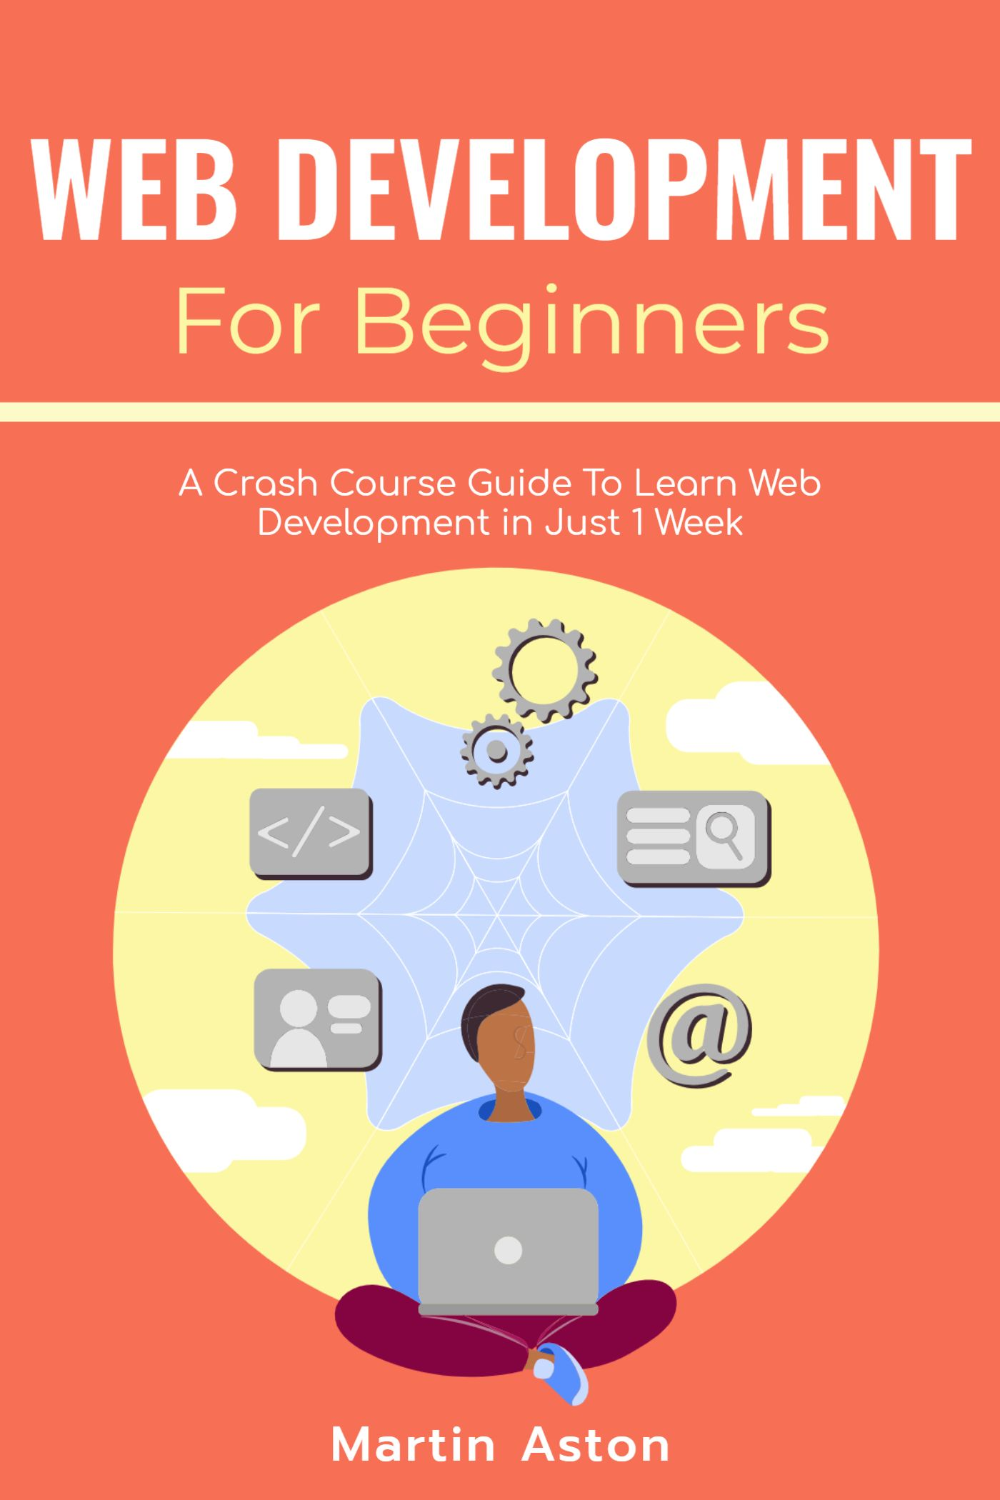 WEB DEVELOPMENT
For Beginners
A Crash Course Guide To Learn Web
Development in Just 1 Week
</>
@
Martin Aston